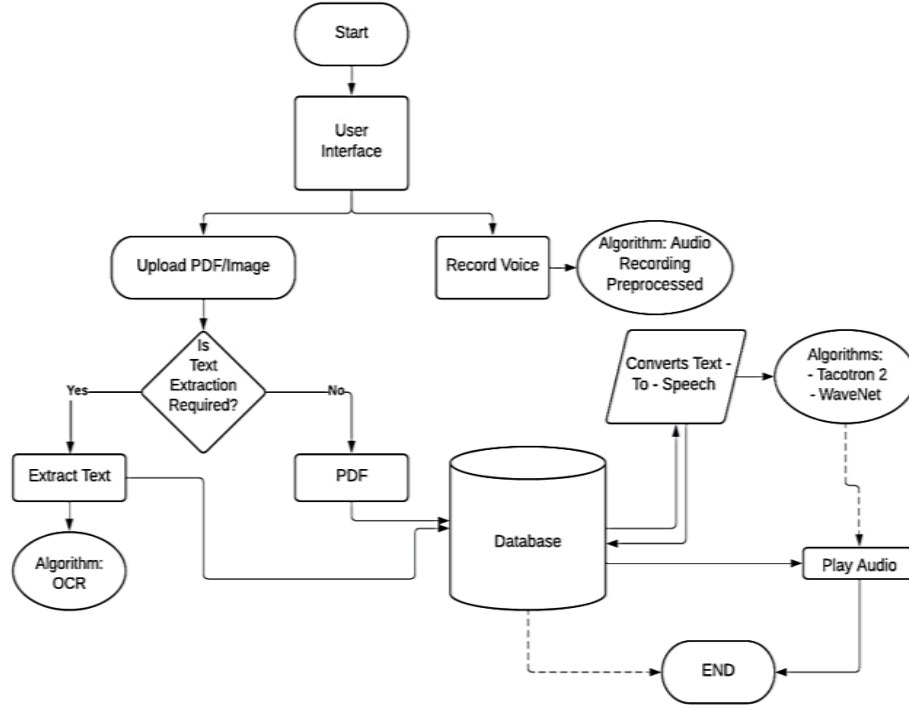 Start
User
Interface
Upload PDF/Image
Record Voice
Algorithm: Audio
Recording
Preprocessed
Is
Text
Extraction
Required?
Yes
No
Converts Text -
To - Speech
Algorithms:
- Tacotron 2
- WaveNet
Extract Text
PDF
Database
Algorithm:
OCR
Play Audio
END